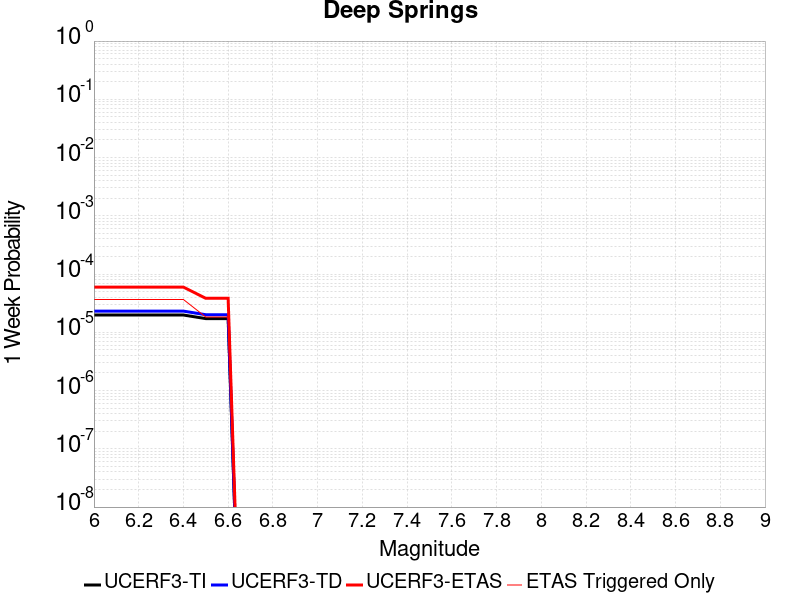 Deep Springs
10 0
10 -1
10 -2
10 -3
10 -4
10 -5
10 -6
10 -7
10 -8
1 Week Probability
6 6.2 6.4 6.6 6.8 7 7.2 7.4 7.6 7.8 8 8.2 8.4 8.6 8.8 9
Magnitude
UCERF3-TI UCERF3-TD UCERF3-ETAS ETAS Triggered Only